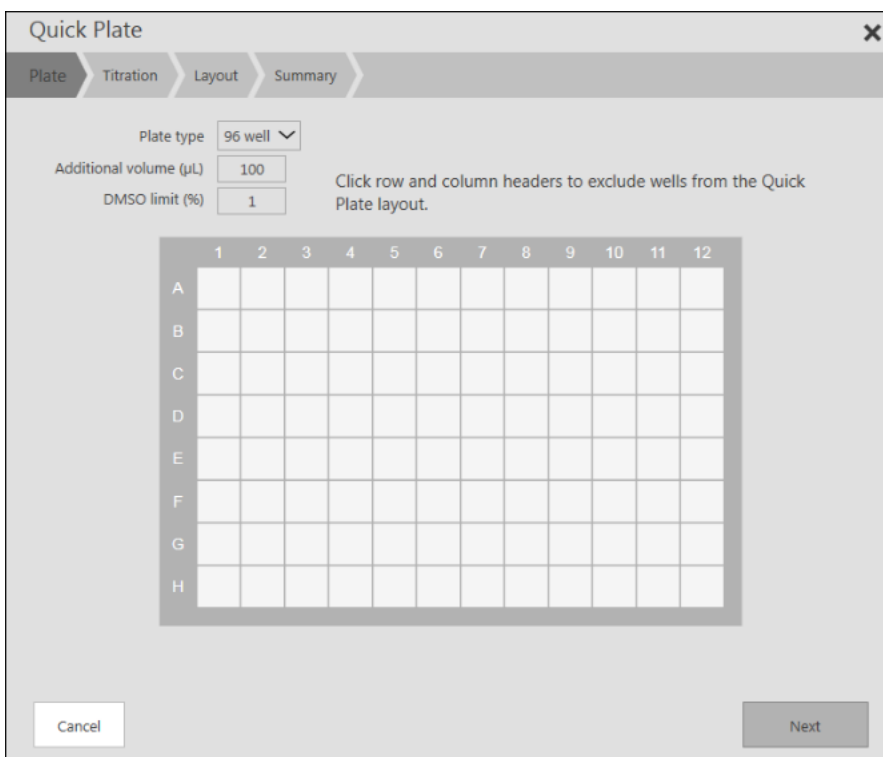 Quick Plate
Plate Titration Layout Summary
Plate type 96 well
Additional volume (µL) 100
DMSO limit (%) 1
Click row and column headers to exclude wells from the Quick
Plate layout.
1 2 3 4 5 6 7 8 9 10 11 12
A
B
C
D
E
F
G
H
Cancel Next